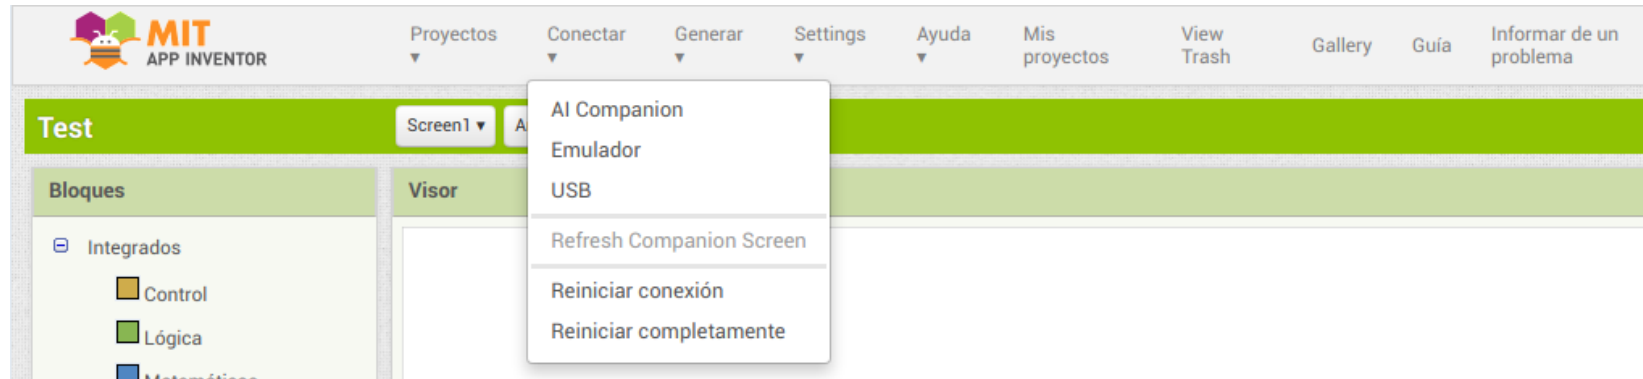 MIT
APP INVENTOR
Proyectos ▾
Conectar ▾
Generar ▾
Settings ▾
Ayuda ▾
Mis
proyectos
View
Trash
Gallery
Guía
Informar de un
problema
Test
Screen1 ▾
A
AI Companion
Emulador
USB
Refresh Companion Screen
Reiniciar conexión
Reiniciar completamente
Bloques
Visor
Integrados
Control
Lógica
Matemáticas